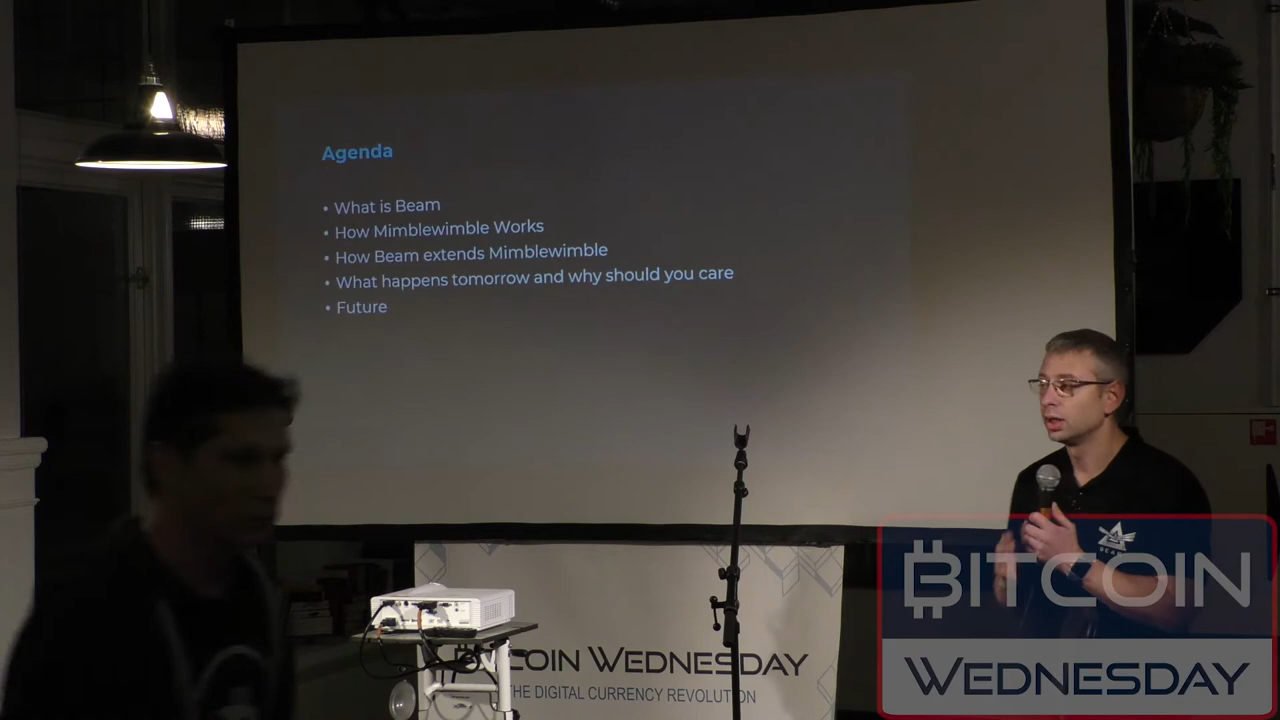 Agenda
• What is Beam
• How Mimblewimble Works
• How Beam extends Mimblewimble
• What happens tomorrow and why should you care
• Future
BEAM
BITCOIN
WEDNESDAY
COIN WEDNESDAY
THE DIGITAL CURRENCY REVOLUTION